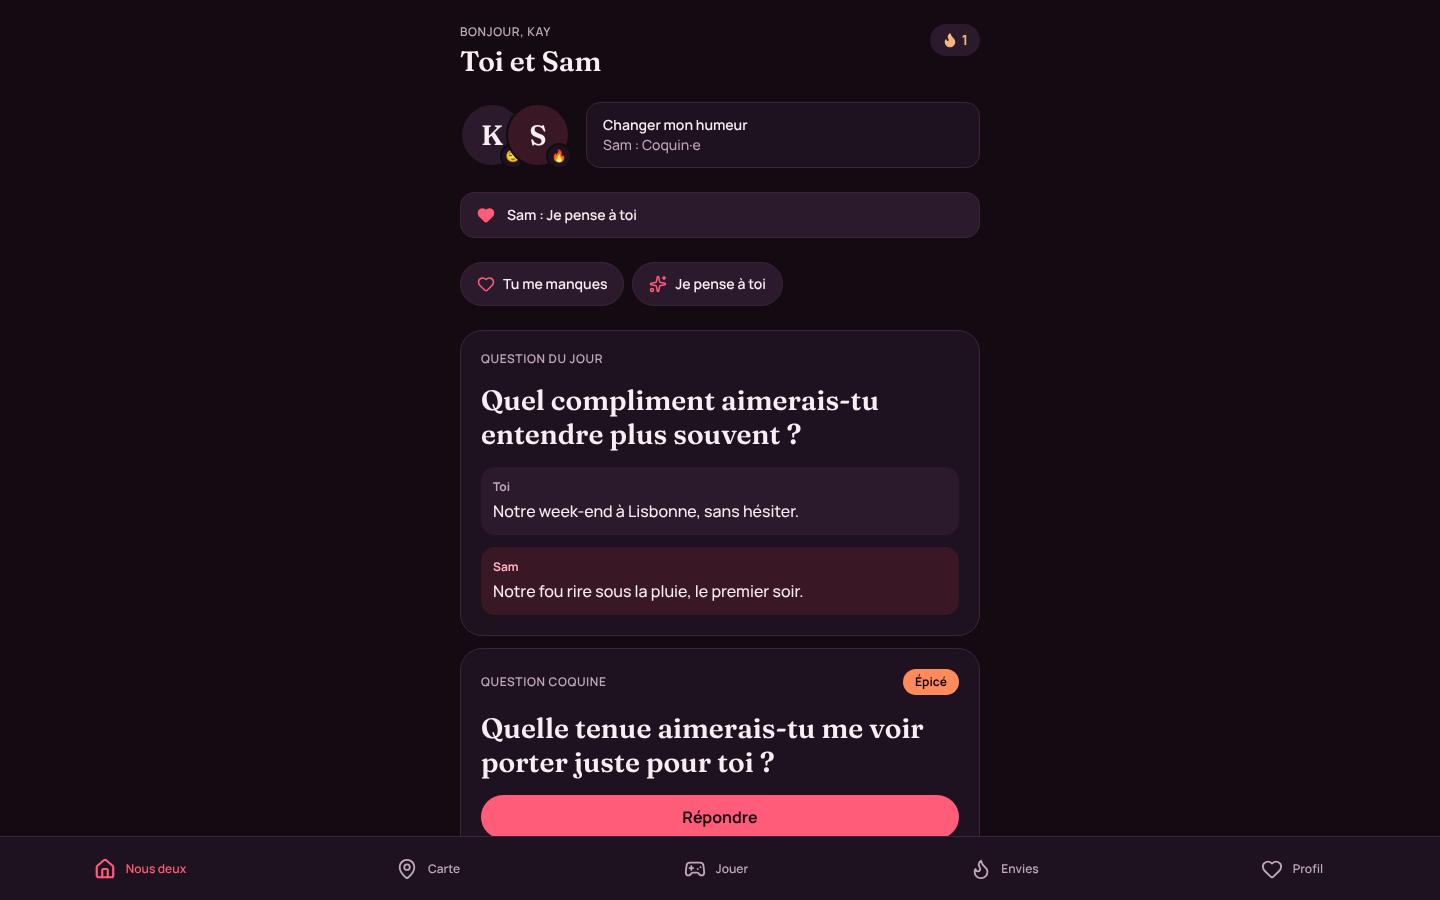 BONJOUR, KAY
Toi et Sam
1
K
S
Changer mon humeur
Sam : Coquin·e
Sam : Je pense à toi
Tu me manques
Je pense à toi
QUESTION DU JOUR
Quel compliment aimerais-tu
entendre plus souvent ?
Toi
Notre week-end à Lisbonne, sans hésiter.
Sam
Notre fou rire sous la pluie, le premier soir.
QUESTION COQUINE
Épicé
Quelle tenue aimerais-tu me voir
porter juste pour toi ?
Répondre
Nous deux
Carte
Jouer
Envies
Profil